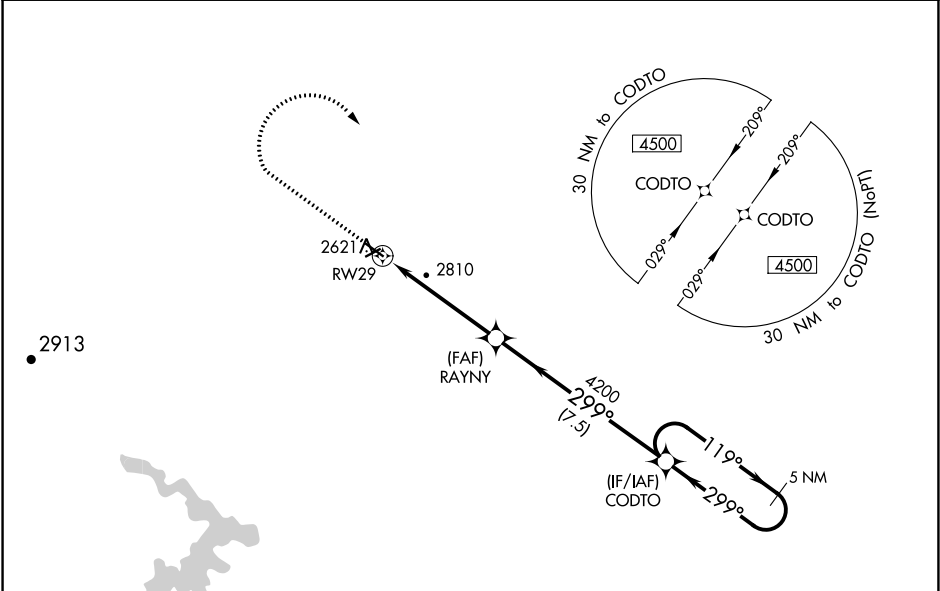 30 NM to CODTO
4500
209°
CODTO
029°
209°
CODTO
4500
029°
30 NM to CODTO (NoPT)
2621
RW29
2810
2913
(FAF)
RAYNY
4200
299°
(7.5)
119°
5 NM
(IF/IAF)
CODTO
299°